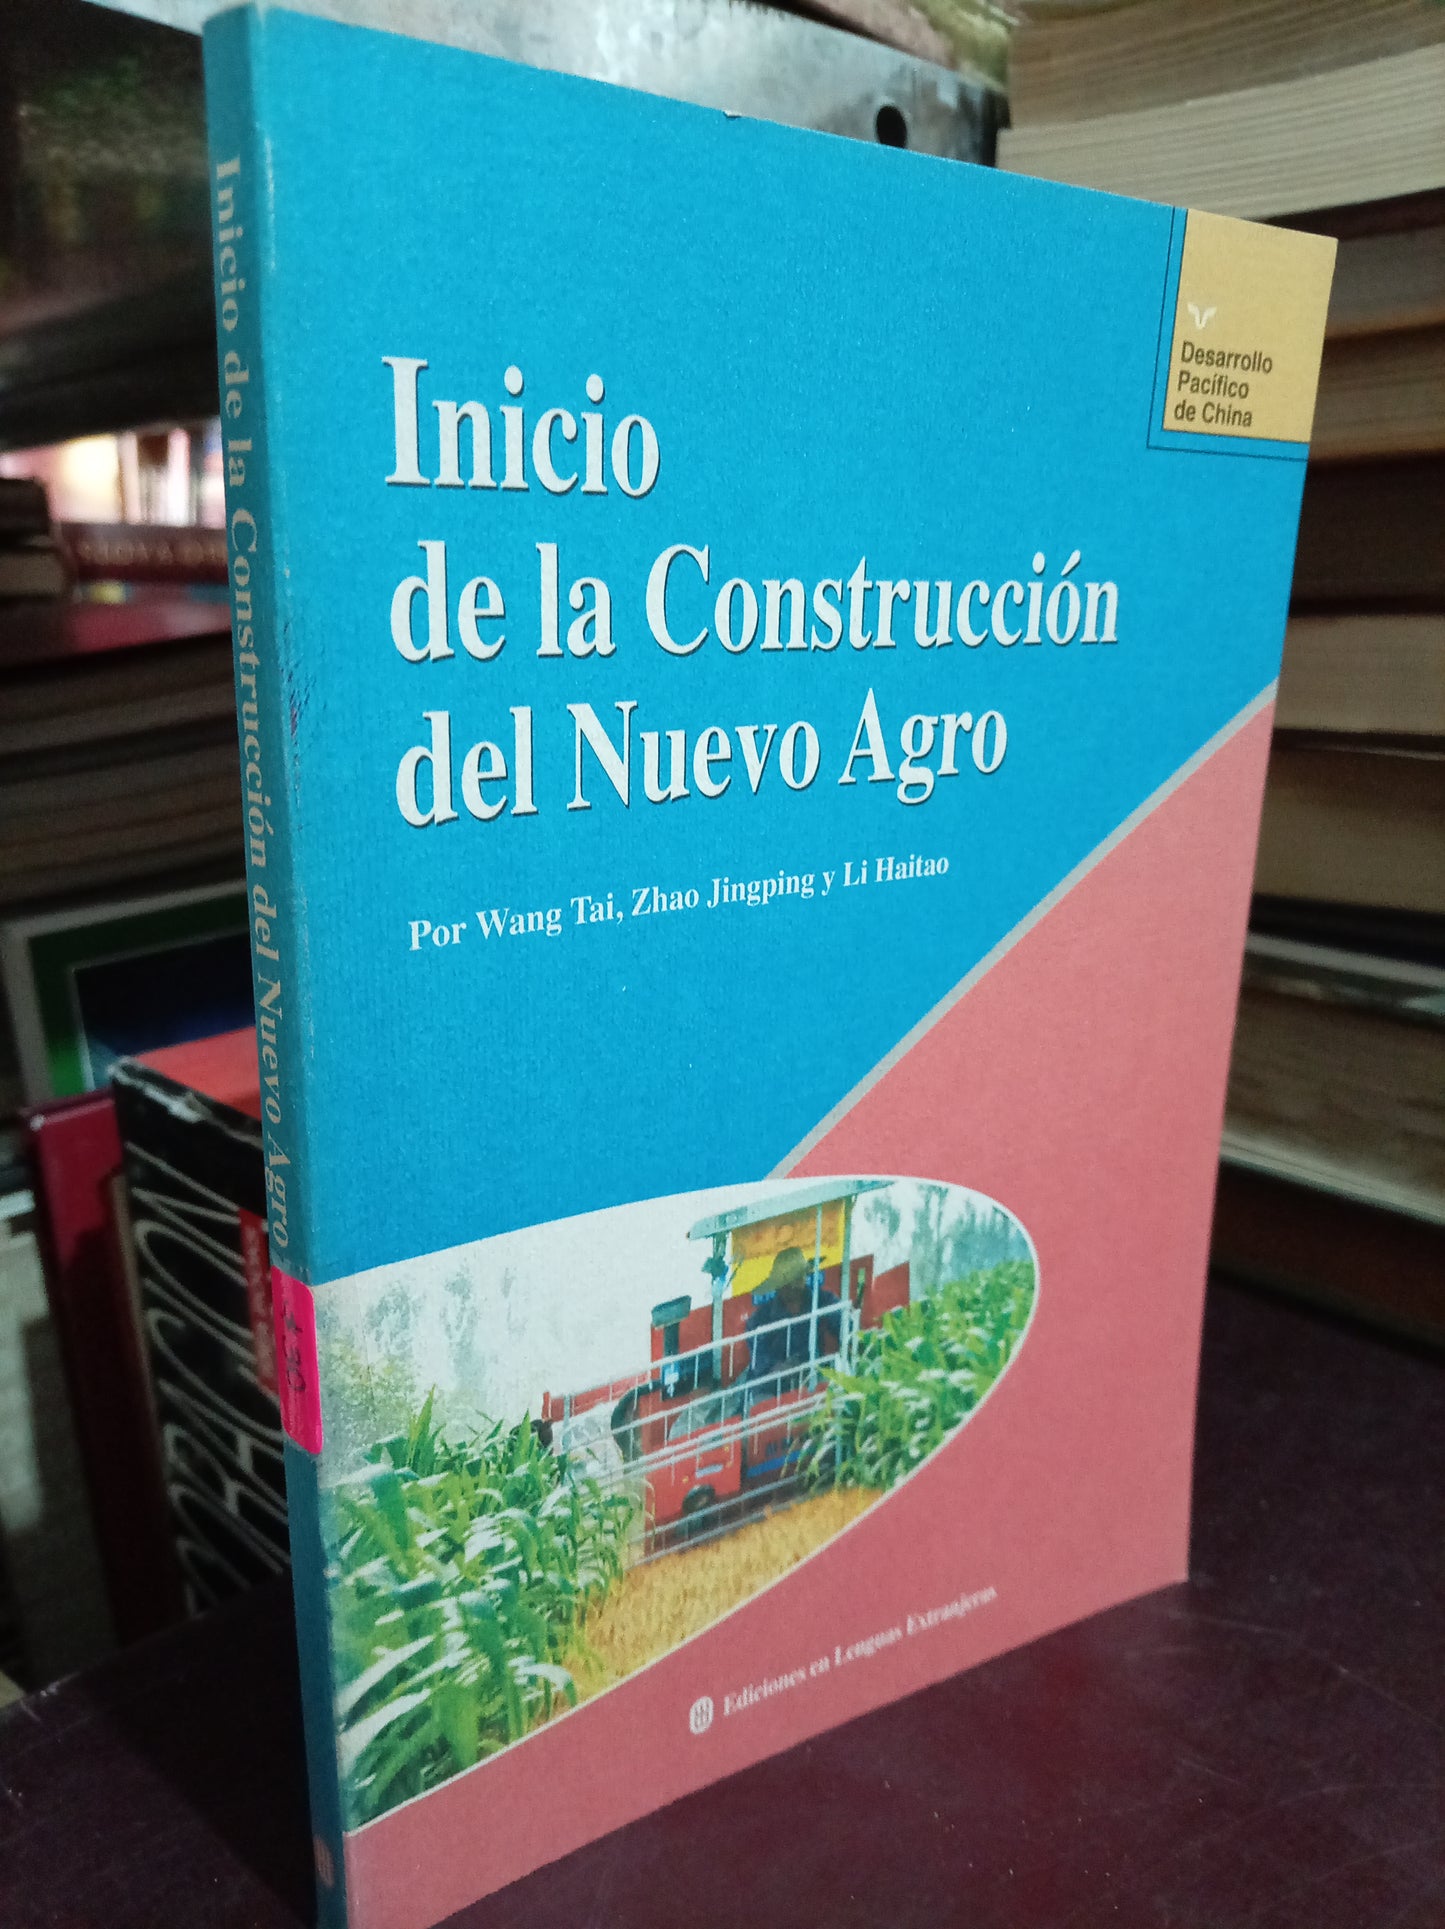 Inicio
de la Construcción
del Nuevo Agro
Por Wang Tai, Zhao Jingping y Li Haitao
Desarrollo
Pacífico
de China
Ediciones en Lenguas Extranjeras
Inicio de la Construcción del Nuevo Agro